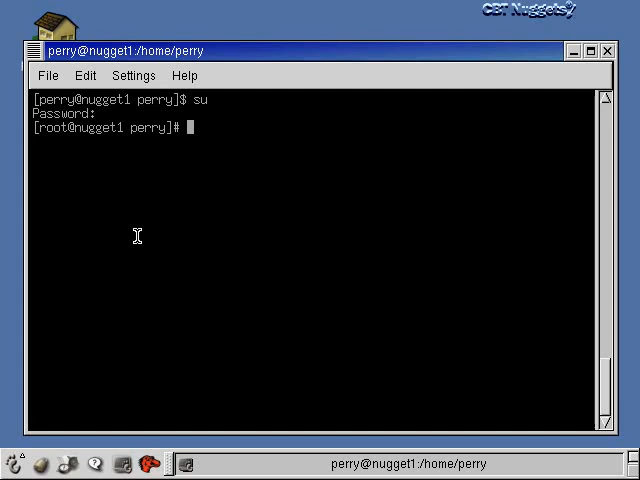 CBT Nuggets
perry@nugget1:/home/perry
File Edit Settings Help
[perry@nugget1 perry]$ su
Password:
[root@nugget1 perry]#
perry@nugget1:/home/perry